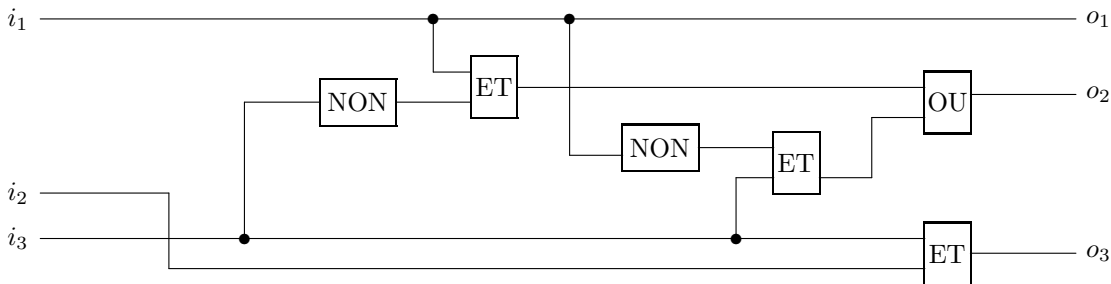 i₁ o₁
ET
NON OU o₂
NON ET
i₂
i₃
ET o₃